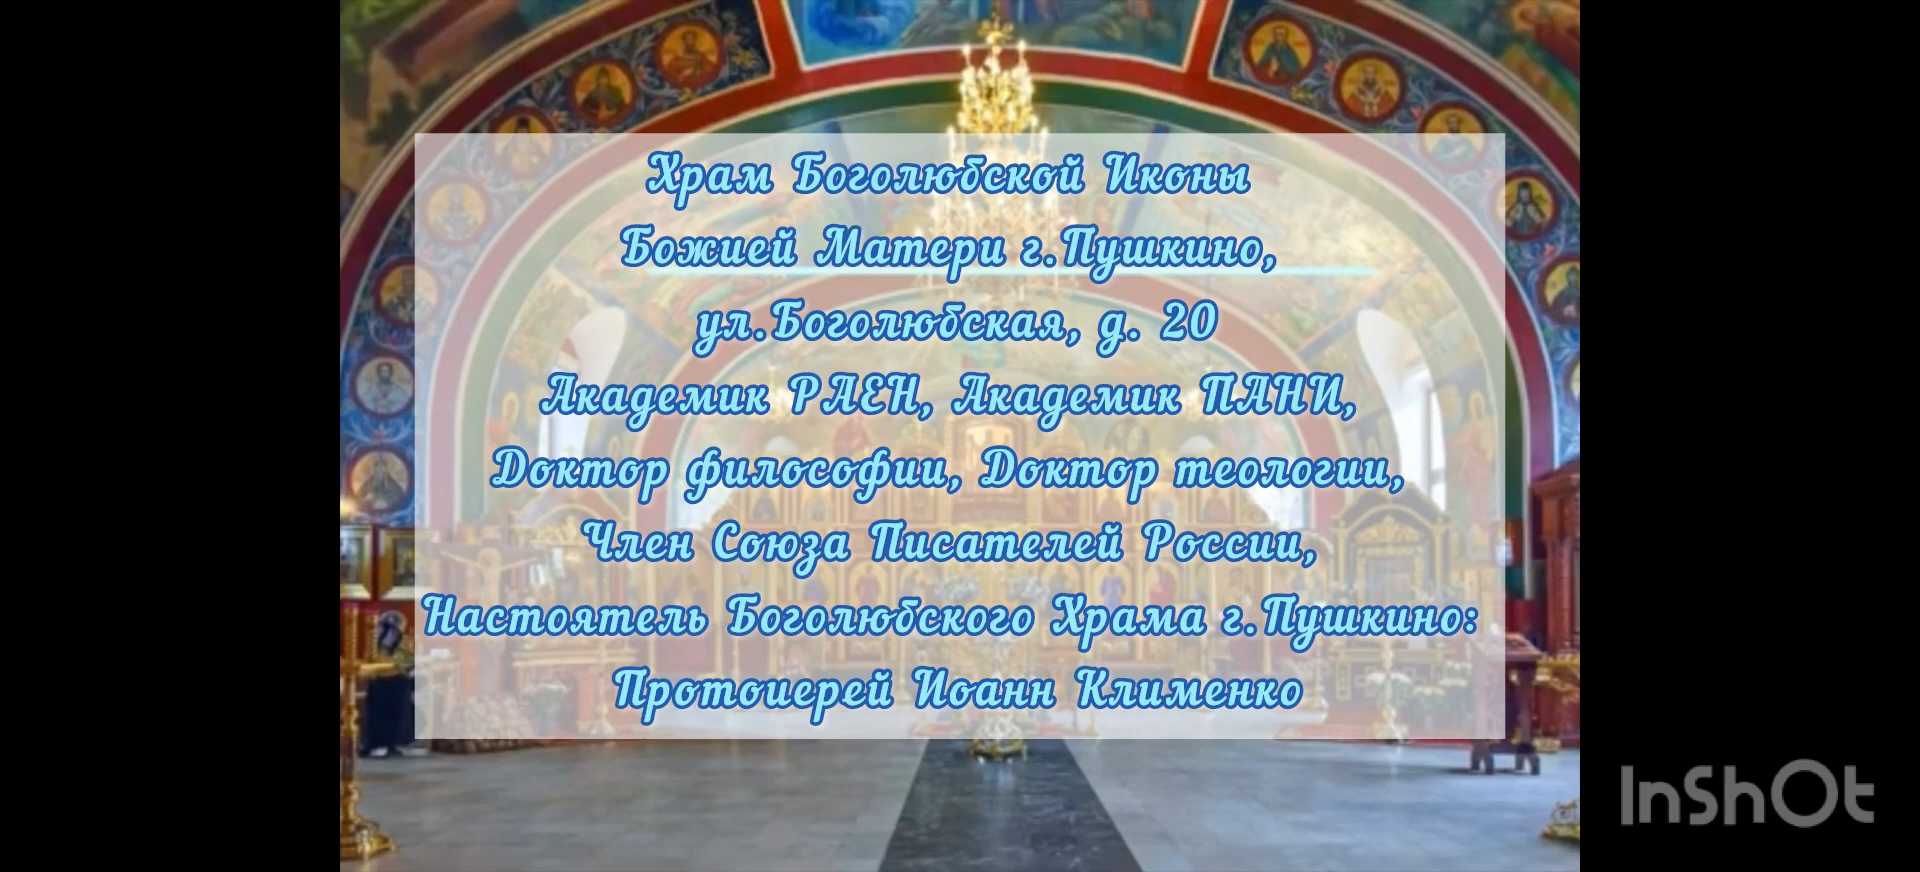 Храм Боголюбской Иконы
Божией Матери г.Пушкино,
ул.Боголюбская, д. 20
Академик РАЕН, Академик ПАНИ,
Доктор философии, Доктор теологии,
Член Союза Писателей России,
Настоятель Боголюбского Храма г.Пушкино:
Протоиерей Иоанн Клименко
InShOt